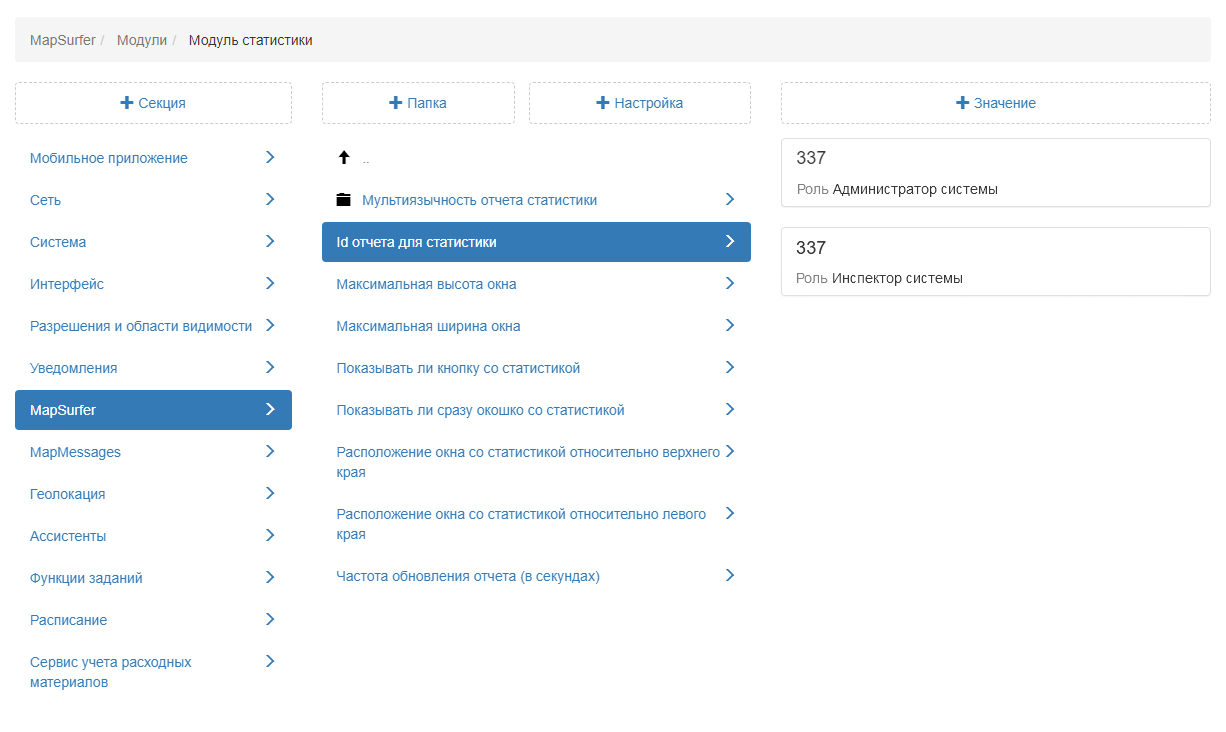 MapSurfer / Модули / Модуль статистики
Секция
Мобильное приложение
Сеть
Система
Интерфейс
Разрешения и области видимости
Уведомления
MapSurfer
MapMessages
Геолокация
Ассистенты
Функции заданий
Расписание
Сервис учета расходных
материалов
Папка
Настройка
..
Мультиязычность отчета статистики
Id отчета для статистики
Максимальная высота окна
Максимальная ширина окна
Показывать ли кнопку со статистикой
Показывать ли сразу окошко со статистикой
Расположение окна со статистикой относительно верхнего
края
Расположение окна со статистикой относительно левого
края
Частота обновления отчета (в секундах)
Значение
337
Роль Администратор системы
337
Роль Инспектор системы